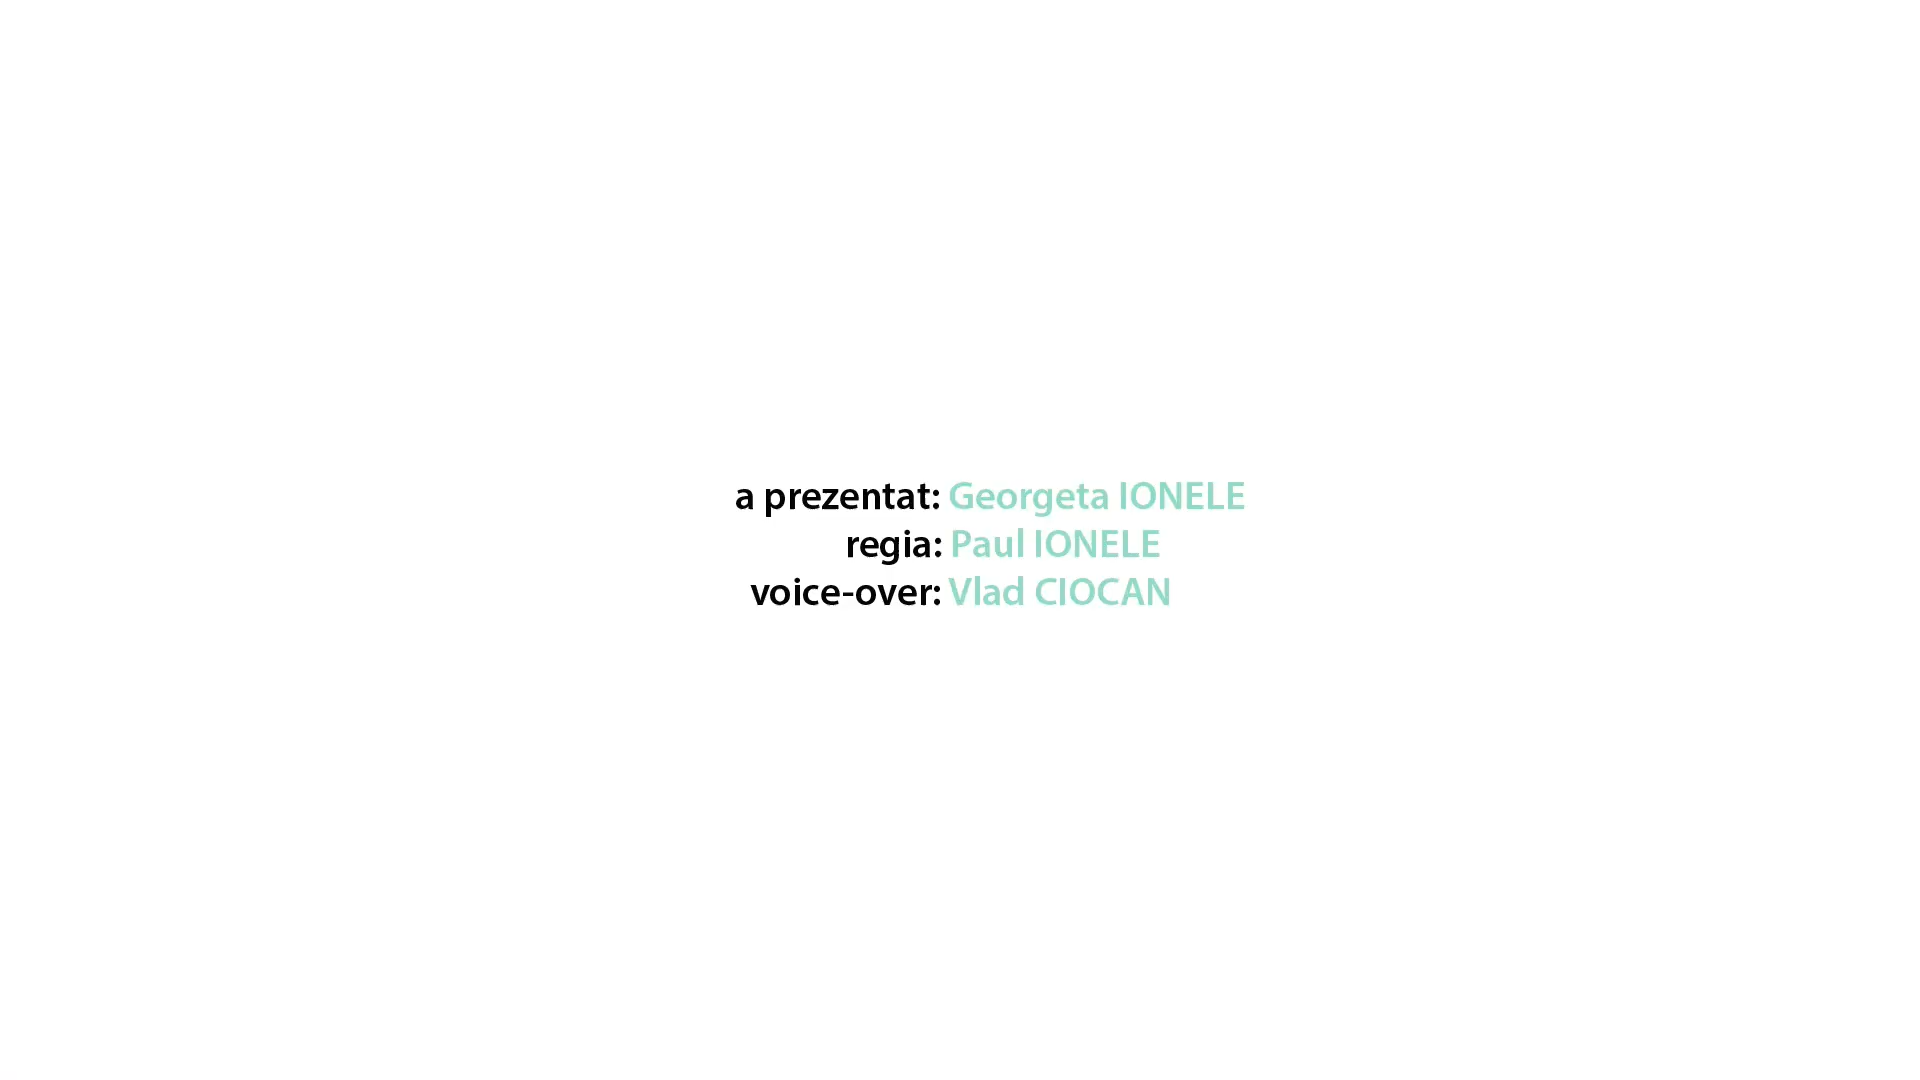 a prezentat: Georgeta IONELE
regia: Paul IONELE
voice-over: Vlad CIOCAN